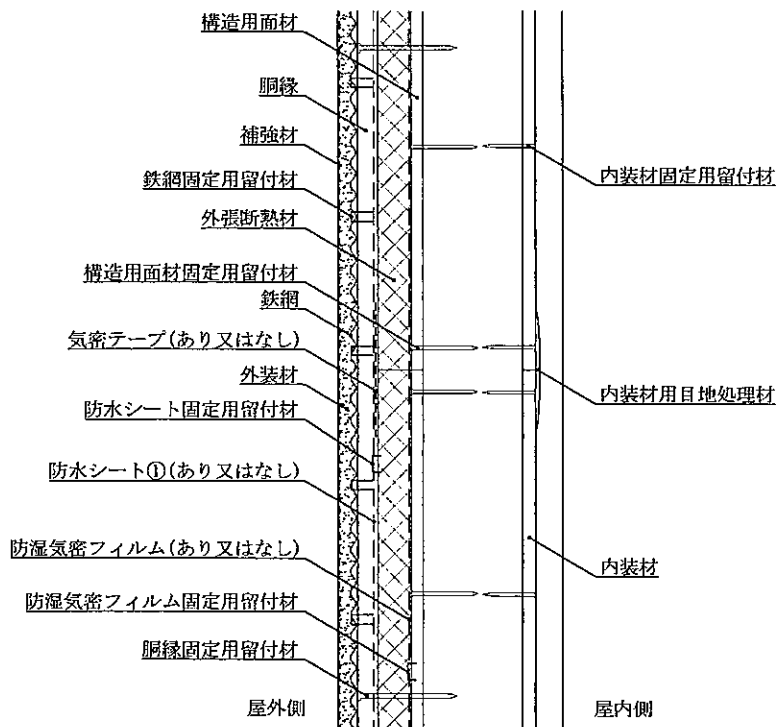 構造用面材
胴縁
補強材
鉄網固定用留付材
外張断熱材
構造用面材固定用留付材
鉄網
気密テープ(あり又はなし)
外装材
防水シート固定用留付材
防水シート①(あり又はなし)
防湿気密フィルム(あり又はなし)
防湿気密フィルム固定用留付材
胴縁固定用留付材
屋外側
内装材固定用留付材
内装材用目地処理材
内装材
屋内側